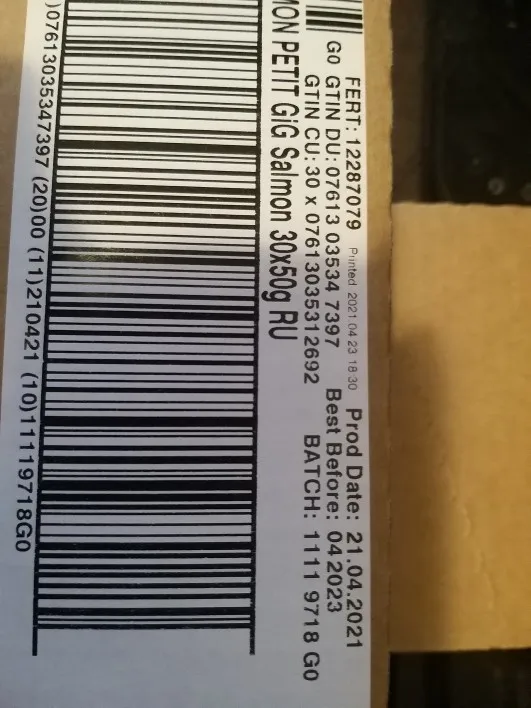 FERT: 12287079 Printed 2021 04 23 18 30 Prod Date: 21.04.2021
G0 GTIN DU: 07613 03534 7397 Best Before: 04 2023
GTIN CU: 30 x 07613035312692 BATCH: 1111 9718 G0
PETIT GiG Salmon 30x50g RU
)07613035347397 (20)00 (11)210421 (10)11119718G0